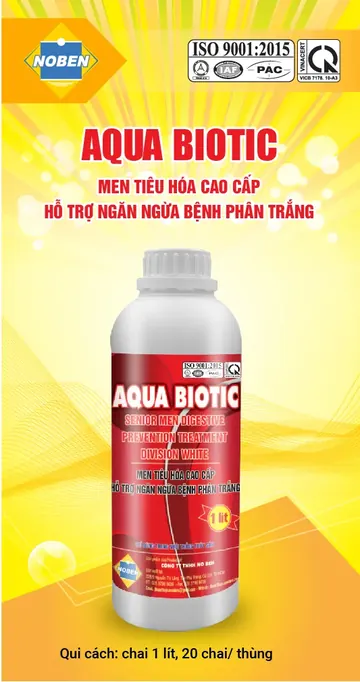 NOBEN
ISO 9001:2015
IAF
PAC
VINACERT
VICB 7178. 10-A3
AQUA BIOTIC
MEN TIÊU HÓA CAO CẤP
HỖ TRỢ NGĂN NGỪA BỆNH PHÂN TRẮNG
ISO 9001:2015
PAC
AQUA BIOTIC
SENIOR MEN DIGESTIVE
PREVENTION TREATMENT
DIVISION WHITE
MEN TIÊU HÓA CAO CẤP
HỖ TRỢ NGĂN NGỪA BỆNH PHÂN TRẮNG
1 lít
NOBEN
CÔNG TY TNHH NO BEN
Qui cách: chai 1 lít, 20 chai/ thùng